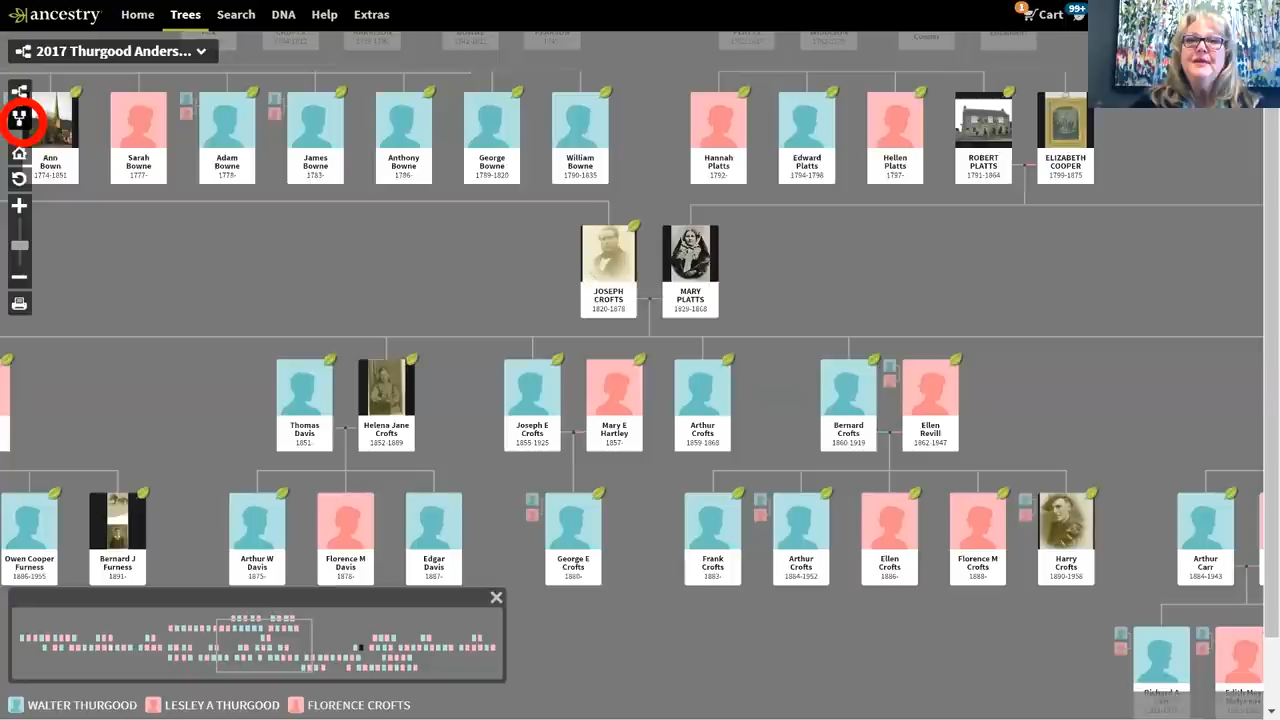 ancestry
Home
Trees
Search
DNA
Help
Extras
1
Cart
99+
2017 Thurgood Anders...
Ann
Bown
1774-1851
Sarah
Bowne
1777-
Adam
Bowne
1778-
James
Bowne
1783-
Anthony
Bowne
1786-
George
Bowne
1789-1820
William
Bowne
1790-1835
Hannah
Platts
1792-
Edward
Platts
1794-1798
Hellen
Platts
1797-
ROBERT
PLATTS
1791-1864
ELIZABETH
COOPER
1799-1875
JOSEPH
CROFTS
1820-1878
MARY
PLATTS
1829-1868
Thomas
Davis
1851-
Helena Jane
Crofts
1852-1889
Joseph E
Crofts
1855-1925
Mary E
Hartley
1857-
Arthur
Crofts
1859-1868
Bernard
Crofts
1860-1919
Ellen
Revill
1862-1947
Owen Cooper
Furness
1886-1955
Bernard J
Furness
1891-
Arthur W
Davis
1875-
Florence M
Davis
1878-
Edgar
Davis
1887-
George E
Crofts
1880-
Frank
Crofts
1883-
Arthur
Crofts
1884-1952
Ellen
Crofts
1886-
Florence M
Crofts
1888-
Harry
Crofts
1890-1958
Arthur
Carr
1884-1943
WALTER THURGOOD
LESLEY A THURGOOD
FLORENCE CROFTS